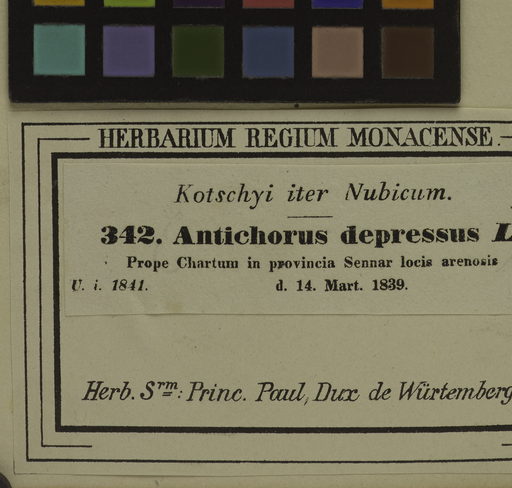 HERBARIUM REGIUM MONACENSE.
Kotschyi iter Nubicum.
342. Antichorus depressus L
Prope Chartum in provincia Sennar locis arenosis
U. i. 1841. d. 14. Mart. 1839.
Herb. Srm: Princ. Paul, Dux de Würtemberg